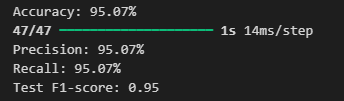 Accuracy: 95.07%
47/47 ━━━━━━━━━━━━━━━━━━━━ 1s 14ms/step
Precision: 95.07%
Recall: 95.07%
Test F1-score: 0.95